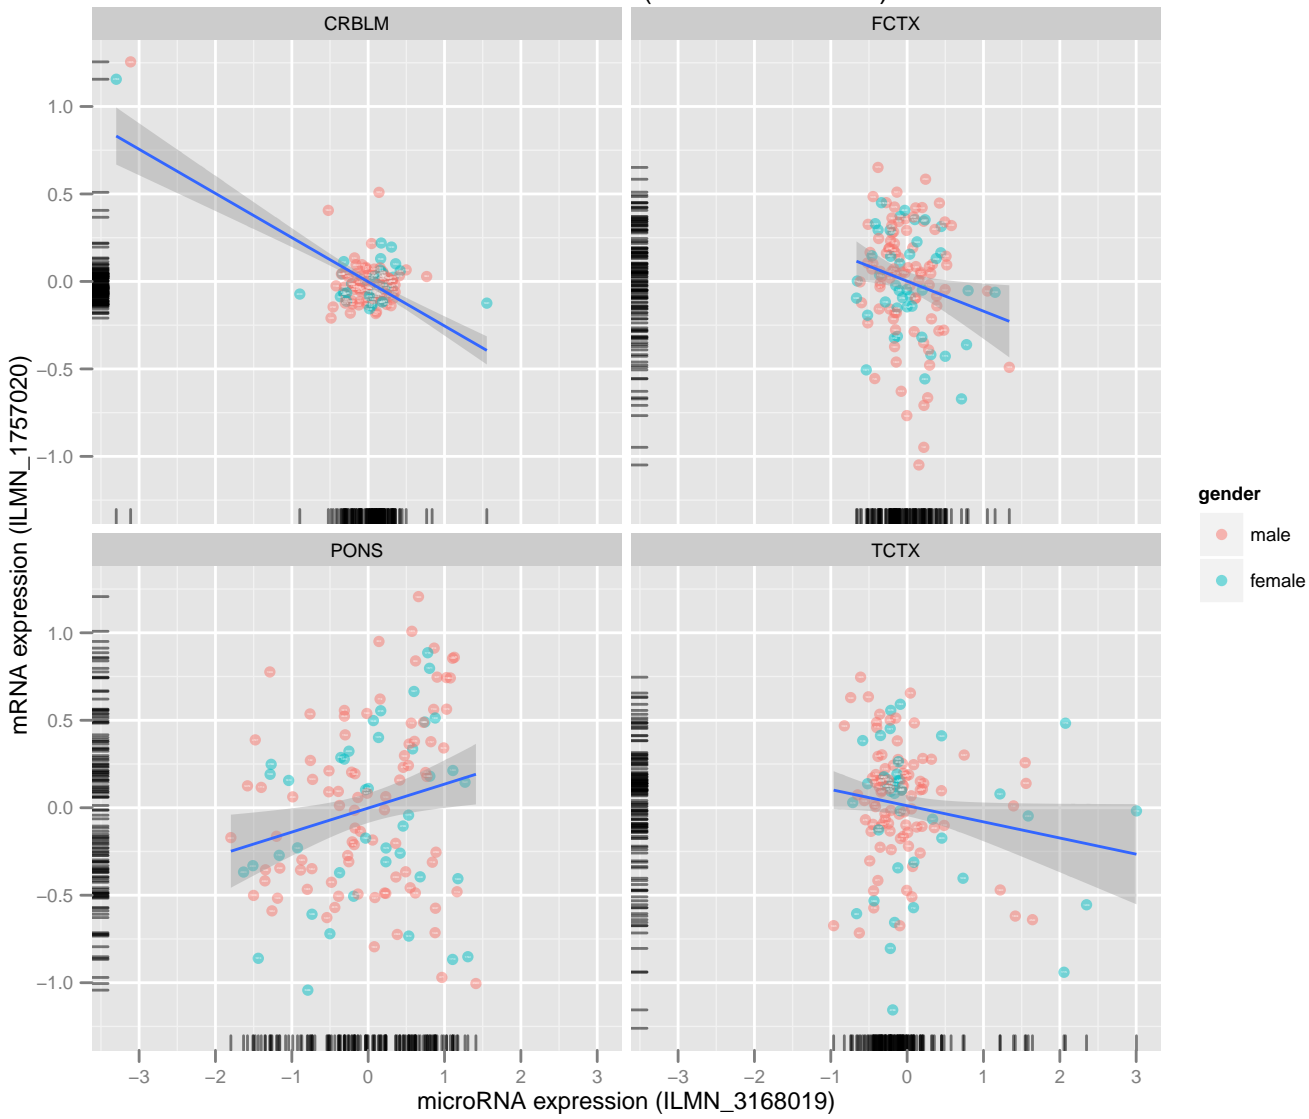 CRBLM
FCTX
1.0
0.5
0.0
−0.5
−1.0
PONS
TCTX
1.0
0.5
0.0
−0.5
−1.0
−3 −2 −1 0 1 2 3
−3 −2 −1 0 1 2 3
microRNA expression (ILMN_3168019)
mRNA expression (ILMN_1757020)
gender
male
female